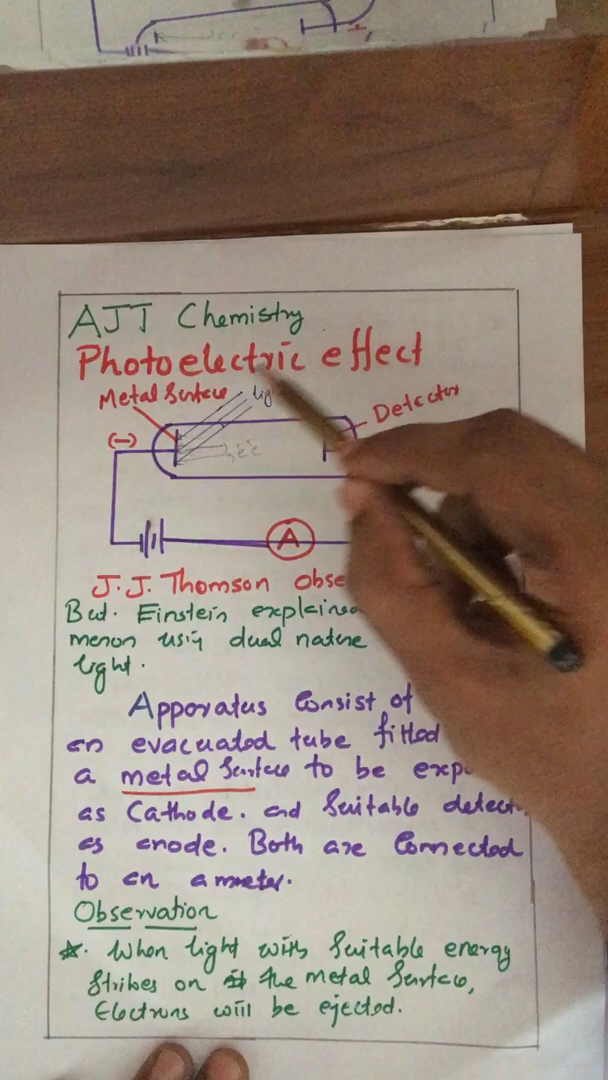 AJT Chemistry
Photoelectric effect
Metal Surface
Detector
(-)
e e
A
J.J. Thomson
But. Einstein explained
menon using dual nature
light.
Apparatus Consist of
an evacuated tube fitted
a metal Surface to be
as Cathode. and Suitable
as anode. Both are Connected
to an ameter.
Observation
*. When light with Suitable energy
Strikes on the metal Surface,
Electrons will be ejected.